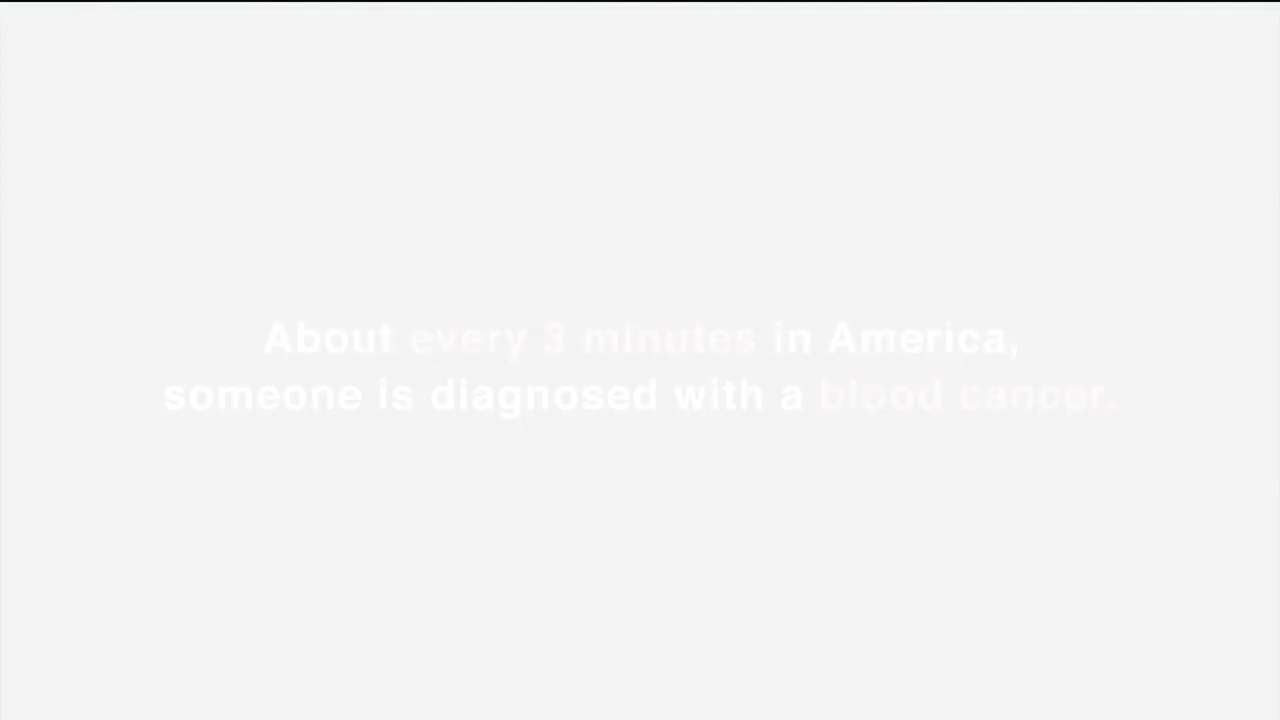 About every 3 minutes in America,
someone is diagnosed with a blood cancer.